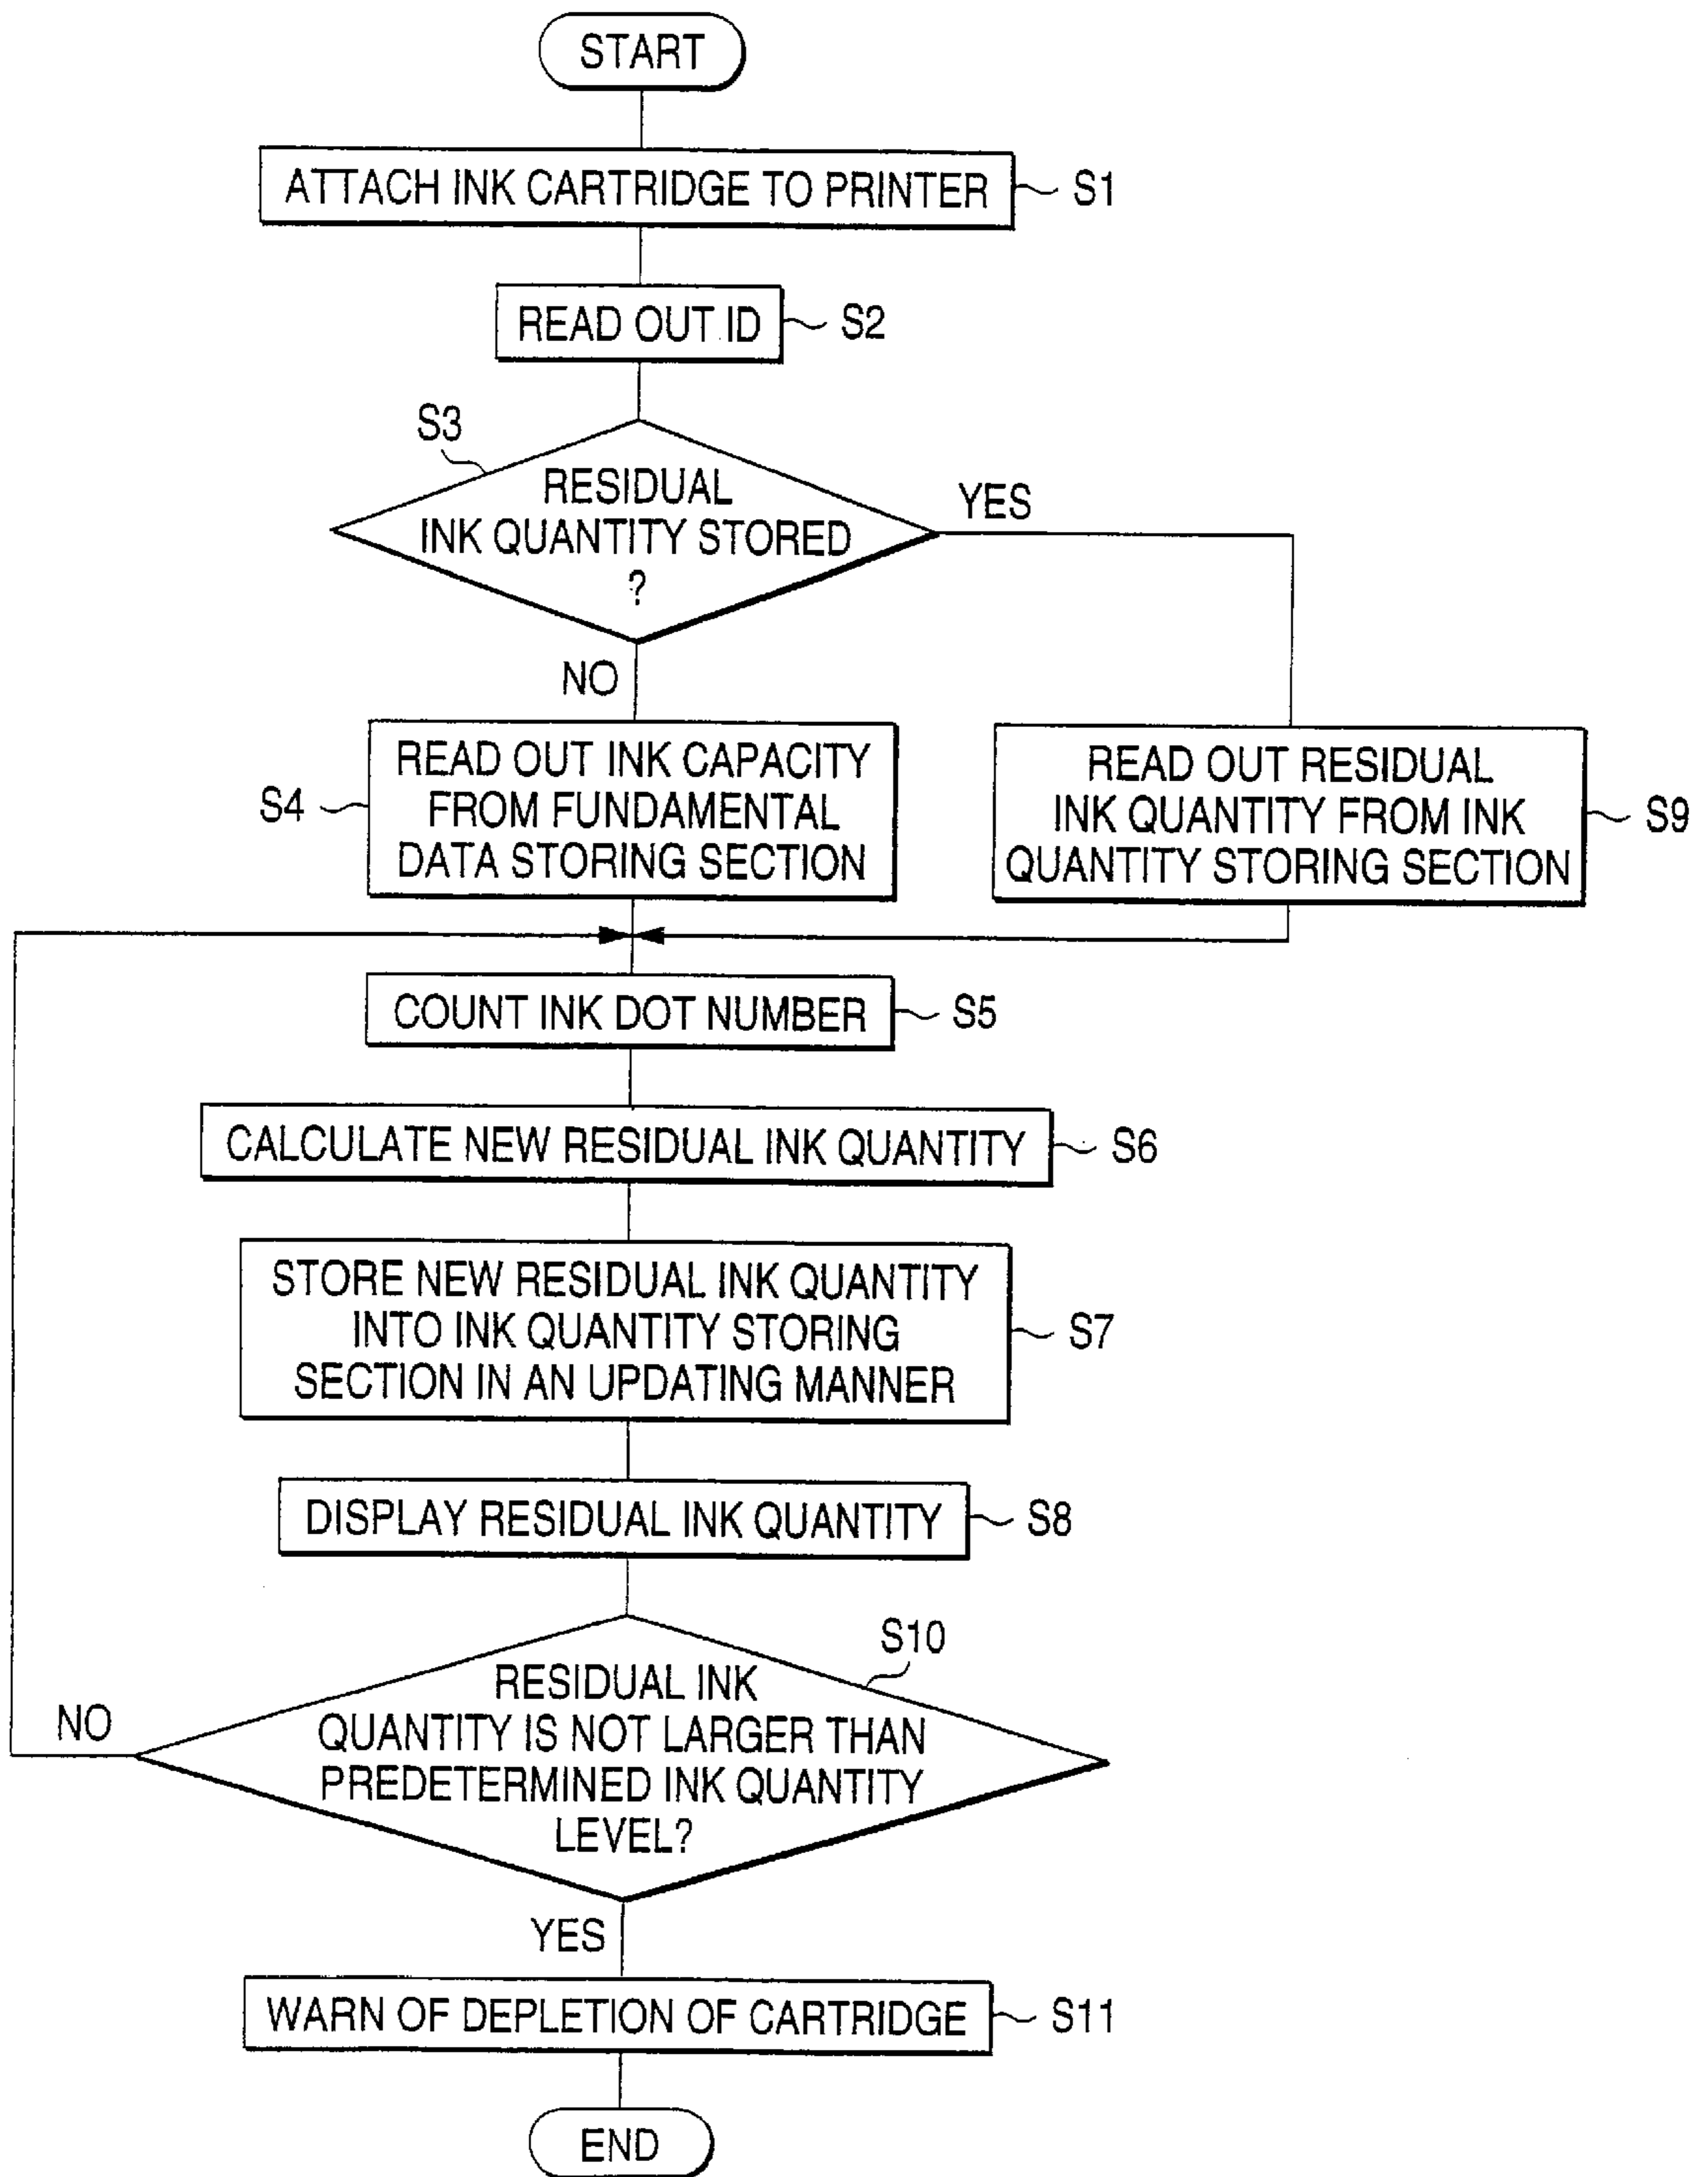 START
ATTACH INK CARTRIDGE TO PRINTER
S1
READ OUT ID
S2
S3
RESIDUAL
INK QUANTITY STORED
?
YES
NO
S4
READ OUT INK CAPACITY
FROM FUNDAMENTAL
DATA STORING SECTION
READ OUT RESIDUAL
INK QUANTITY FROM INK
QUANTITY STORING SECTION
S9
COUNT INK DOT NUMBER
S5
CALCULATE NEW RESIDUAL INK QUANTITY
S6
STORE NEW RESIDUAL INK QUANTITY
INTO INK QUANTITY STORING
SECTION IN AN UPDATING MANNER
S7
DISPLAY RESIDUAL INK QUANTITY
S8
S10
RESIDUAL INK
QUANTITY IS NOT LARGER THAN
PREDETERMINED INK QUANTITY
LEVEL?
NO
YES
WARN OF DEPLETION OF CARTRIDGE
S11
END